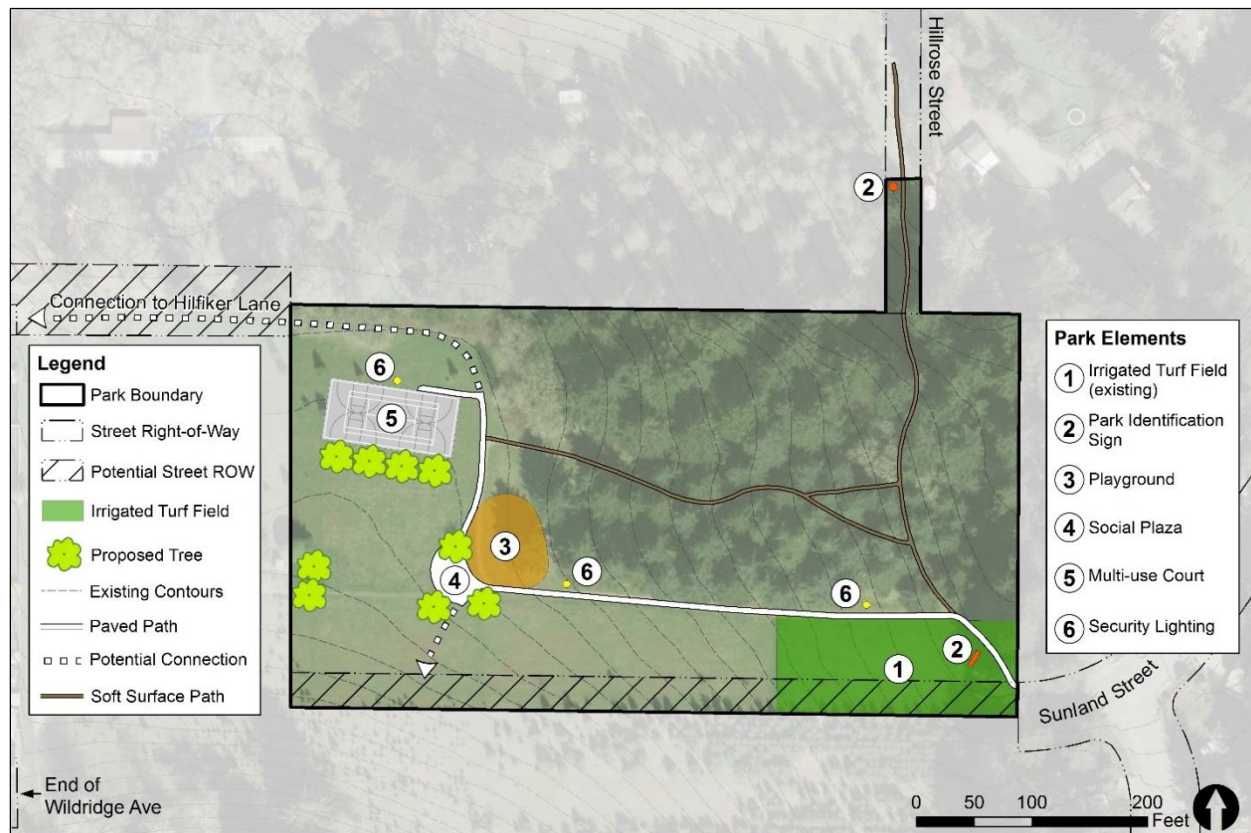 Hillrose Street
2
Connection to Hilfiker Lane
Legend
Park Boundary
Street Right-of-Way
Potential Street ROW
Irrigated Turf Field
Proposed Tree
Existing Contours
Paved Path
Potential Connection
Soft Surface Path
6
5
3
4
6
6
1
2
Park Elements
1 Irrigated Turf Field
(existing)
2 Park Identification
Sign
3 Playground
4 Social Plaza
5 Multi-use Court
6 Security Lighting
Sunland Street
End of
Wildridge Ave
0 50 100 200
Feet